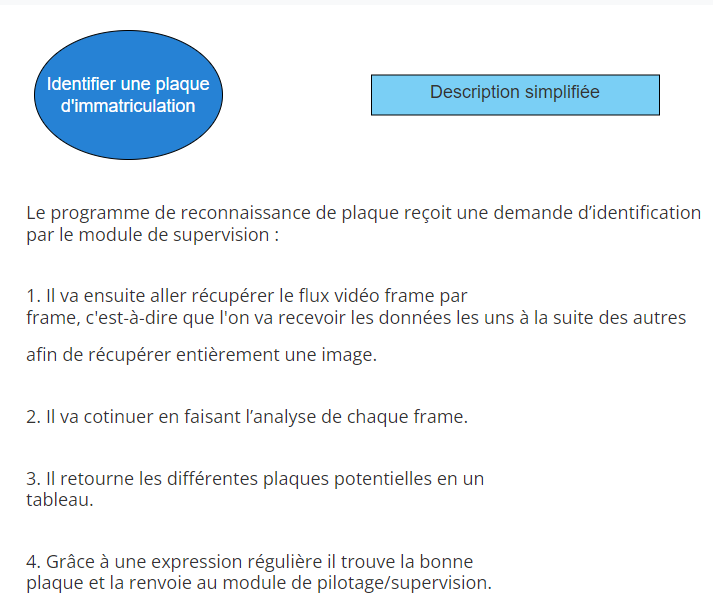 Identifier une plaque
d'immatriculation
Description simplifiée
Le programme de reconnaissance de plaque reçoit une demande d’identification
par le module de supervision :
1. Il va ensuite aller récupérer le flux vidéo frame par
frame, c'est-à-dire que l'on va recevoir les données les uns à la suite des autres
afin de récupérer entièrement une image.
2. Il va cotinuer en faisant l’analyse de chaque frame.
3. Il retourne les différentes plaques potentielles en un
tableau.
4. Grâce à une expression régulière il trouve la bonne
plaque et la renvoie au module de pilotage/supervision.